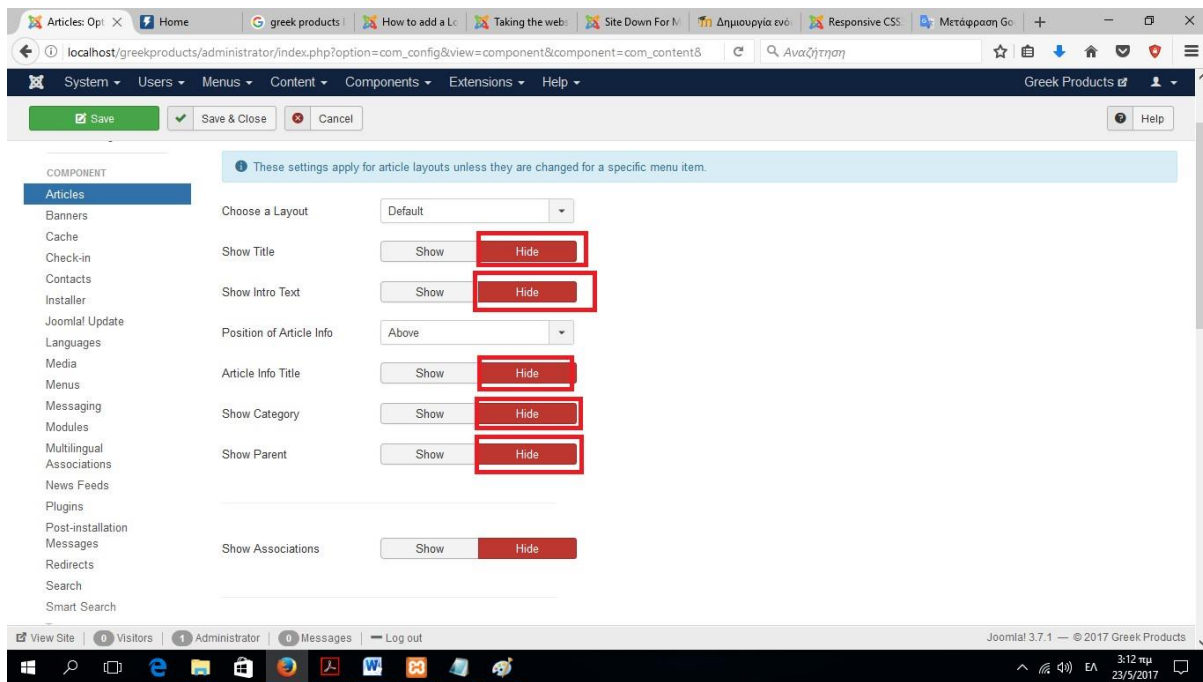 Articles: Opt
Home
greek products
How to add a Lo
Taking the webs
Site Down For M
Δημιουργία ενό
Responsive CSS
Μετάφραση Go
localhost/greekproducts/administrator/index.php?option=com_config&view=component&component=com_content&
Αναζήτηση
System Users Menus Content Components Extensions Help Greek Products
Save Save & Close Cancel Help
COMPONENT
Articles
Banners
Cache
Check-in
Contacts
Installer
Joomla! Update
Languages
Media
Menus
Messaging
Modules
Multilingual
Associations
News Feeds
Plugins
Post-installation
Messages
Redirects
Search
Smart Search
These settings apply for article layouts unless they are changed for a specific menu item.
Choose a Layout Default
Show Title Show Hide
Show Intro Text Show Hide
Position of Article Info Above
Article Info Title Show Hide
Show Category Show Hide
Show Parent Show Hide
Show Associations Show Hide
View Site 0 Visitors 1 Administrator 0 Messages Log out Joomla! 3.7.1 — © 2017 Greek Products
ΕΛ
3:12 πμ
23/5/2017